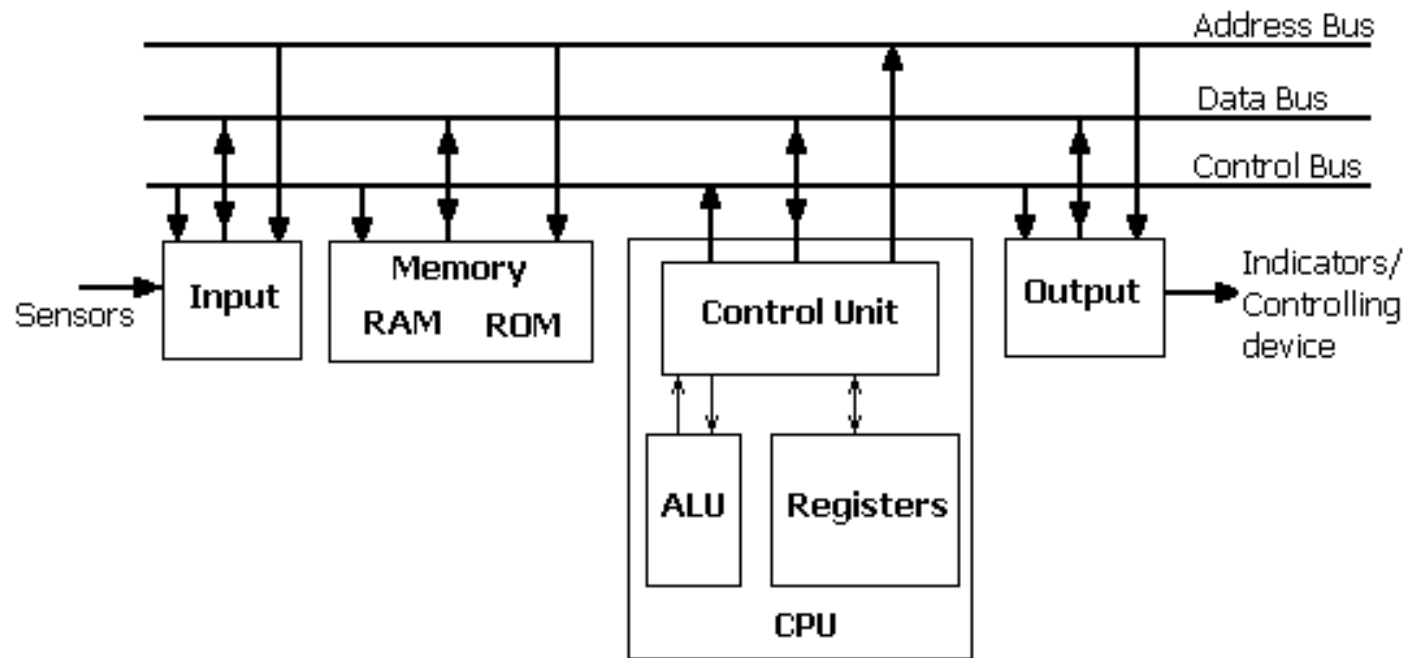 Address Bus
Data Bus
Control Bus
Sensors
Input
Memory
RAM ROM
Control Unit
Output
Indicators/
Controlling
device
ALU
Registers
CPU